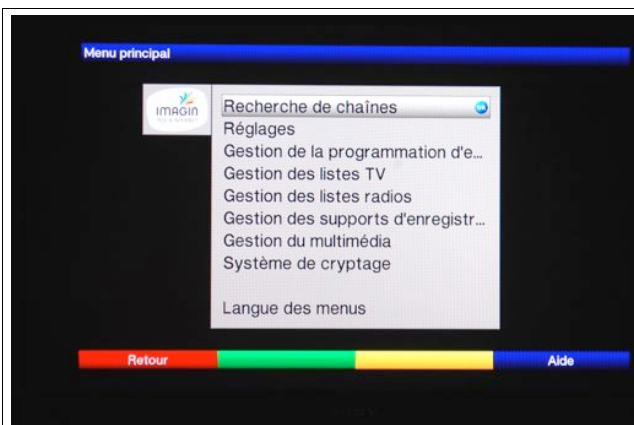 Menu principal
IMAGIN
Recherche de chaînes
OK
Réglages
Gestion de la programmation d'e...
Gestion des listes TV
Gestion des listes radios
Gestion des supports d'enregistr...
Gestion du multimédia
Système de cryptage
Langue des menus
Retour
Aide